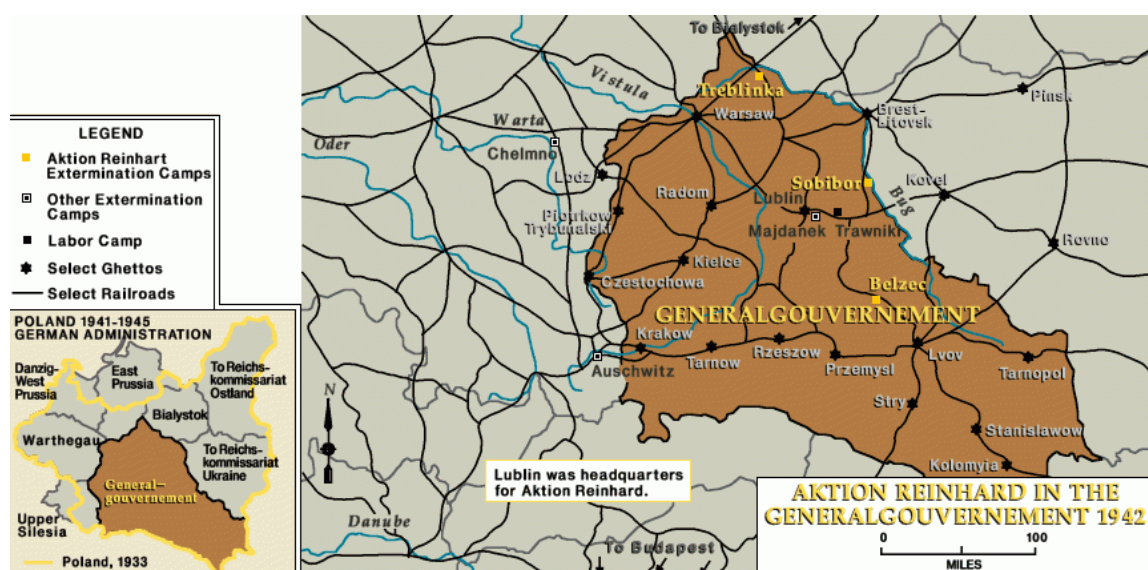 LEGEND
Aktion Reinhart
Extermination Camps
Other Extermination
Camps
Labor Camp
Select Ghettos
Select Railroads
POLAND 1941-1945
GERMAN ADMINISTRATION
Danzig-
West
Prussia
East
Prussia
To Reichs-
kommissariat
Ostland
Bialystok
Warthegau
To Reichs-
kommissariat
Ukraine
General-
gouvernement
Upper
Silesia
Poland, 1933
To Bialystok
Vistula
Treblinka
Pinsk
Warta
Warsaw
Brest-
Litovsk
Oder
Chelmno
Lodz
Sobibor
Kovel
Radom
Lublin
Bug
Piotrkow
Trybunalski
Majdanek
Trawniki
Rovno
Kielce
Czestochowa
Belzec
GENERALGOUVERNEMENT
Krakow
Auschwitz
Tarnow
Rzeszow
Przemysl
Lvov
Tarnopol
Stry
N
Stanislawow
Kolomyia
Lublin was headquarters
for Aktion Reinhard.
Danube
To Budapest
AKTION REINHARD IN THE
GENERALGOUVERNEMENT 1942
0 100
MILES